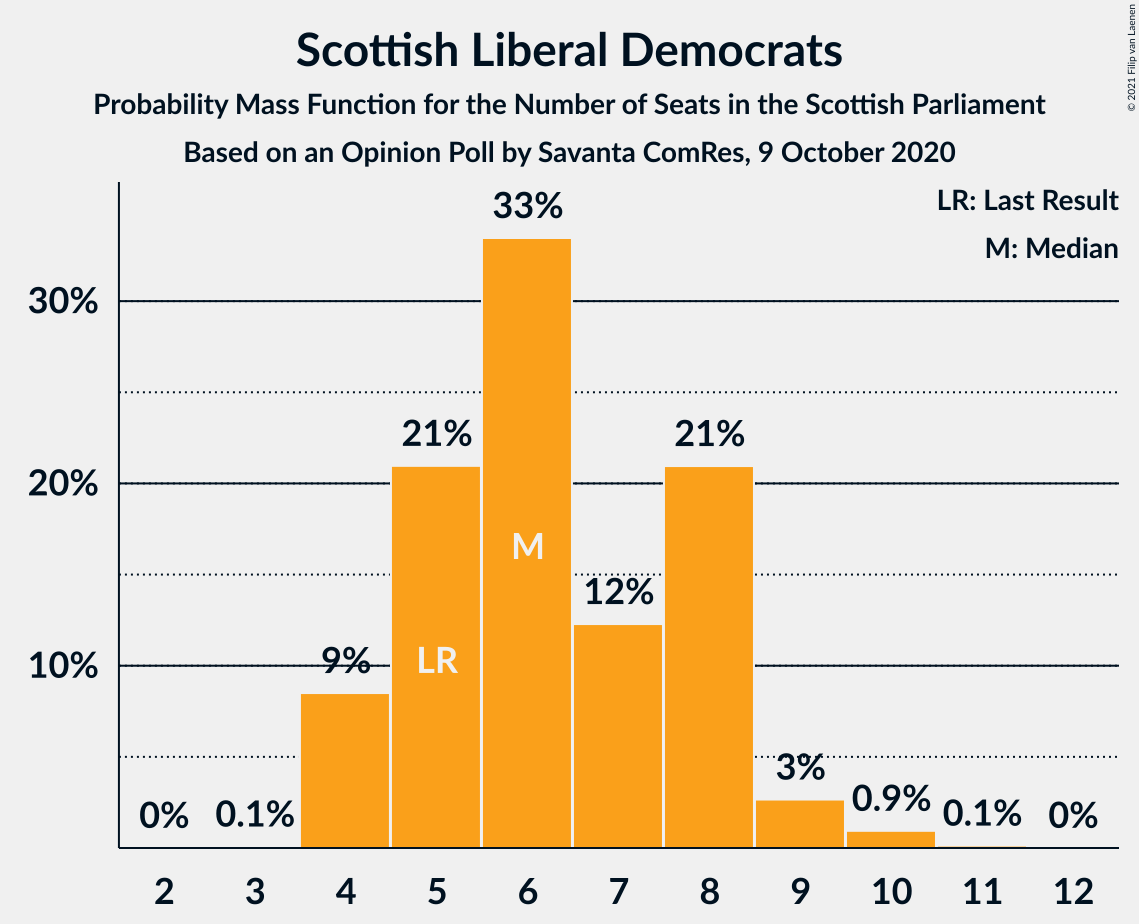 © 2021 Filip van Laenen
Scottish Liberal Democrats
Probability Mass Function for the Number of Seats in the Scottish Parliament
Based on an Opinion Poll by Savanta ComRes, 9 October 2020
LR: Last Result
M: Median
33%
30%
21% 21%
20%
M
12%
10% 9% LR
3%
0% 0.1% 0.9% 0.1% 0%
2 3 4 5 6 7 8 9 10 11 12